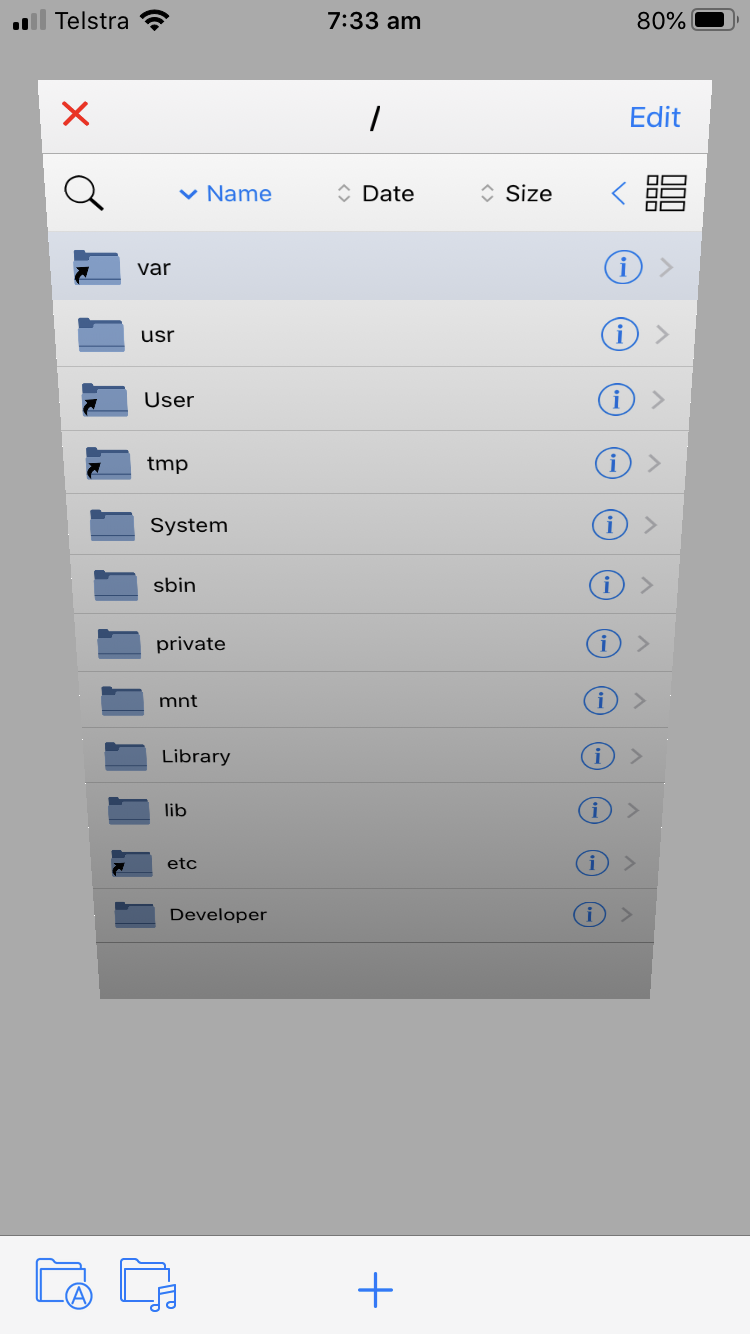 Telstra 7:33 am 80%
/ Edit
Name Date Size
var
usr
User
tmp
System
sbin
private
mnt
Library
lib
etc
Developer